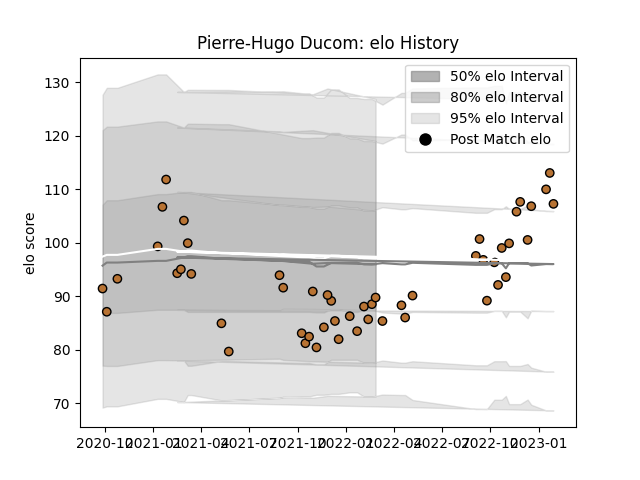 Pierre-Hugo Ducom: elo History
50% elo Interval
80% elo Interval
95% elo Interval
Post Match elo
elo score
130
120
110
100
90
80
70
2020-10 2021-01 2021-04 2021-07 2021-10 2022-01 2022-04 2022-07 2022-10 2023-01